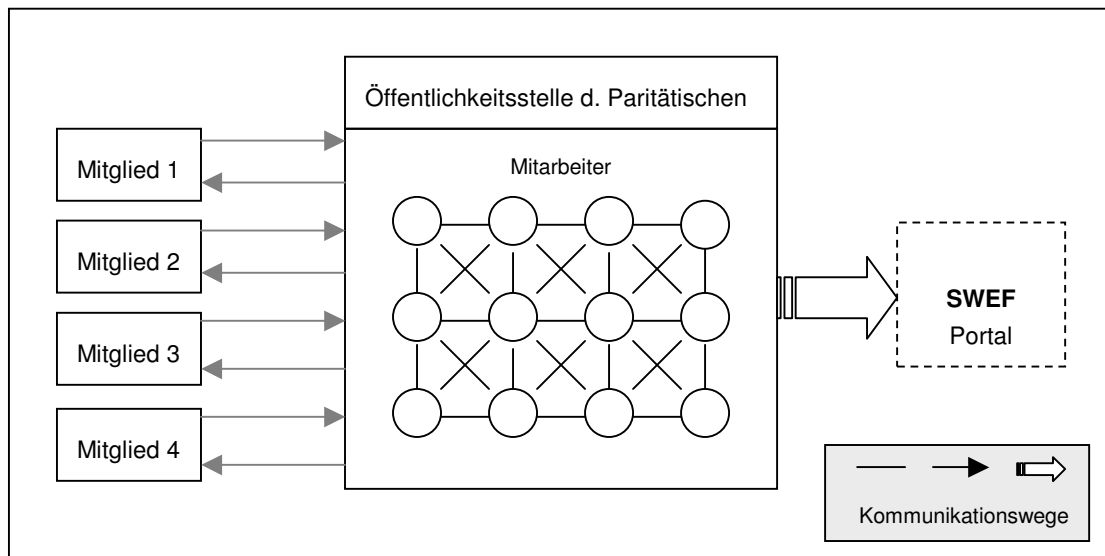 Öffentlichkeitsstelle d. Paritätischen
Mitarbeiter
Mitglied 1
Mitglied 2
Mitglied 3
Mitglied 4
SWEF
Portal
Kommunikationswege